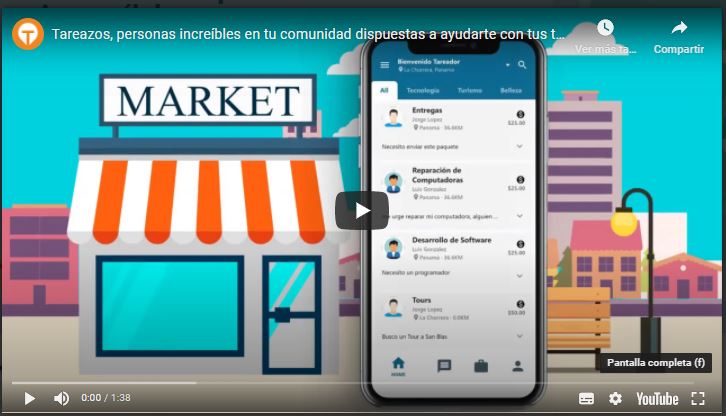 Tareazos, personas increíbles en tu comunidad dispuestas a ayudarte con tus t...
Ver más ta...
Compartir
MARKET
Bienvenido Tareador
La Chorrera, Panamá
All
Tecnología
Turismo
Belleza
Entregas
Jorge Lopez
Panama - 36.6KM
$25.00
Necesito enviar este paquete
Reparación de
Computadoras
Luis Gonzalez
Panamá - 36.6KM
$25.00
me urge reparar mi computadora, alguien ...
Desarrollo de Software
Luis Gonzalez
Panamá - 36.6KM
$25.00
Necesito un programador
Tours
Jorge Lopez
La Chorrera - 0.0KM
$50.00
Busco un Tour a San Blas
HOME
Pantalla completa (f)
0:00 / 1:38
YouTube